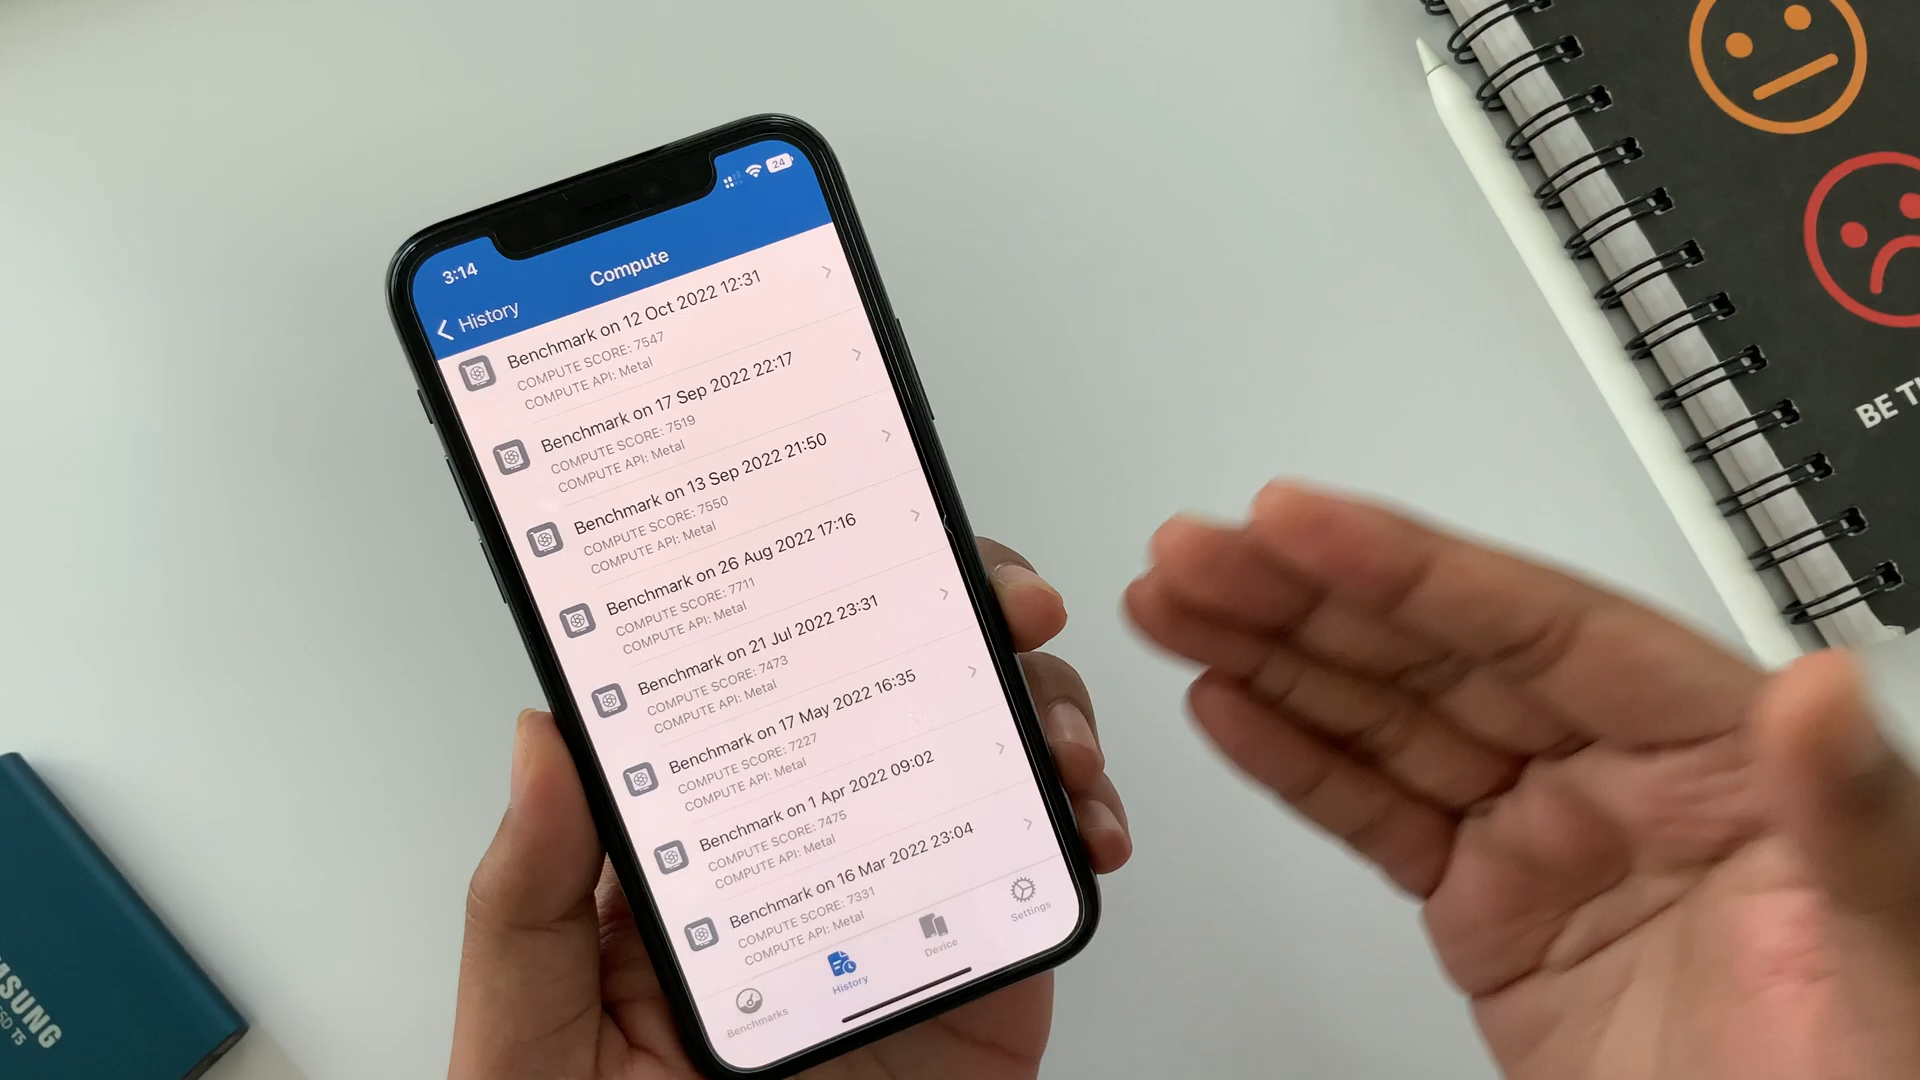 3:14
24
History
Compute
Benchmark on 12 Oct 2022 12:31
COMPUTE SCORE: 7547
COMPUTE API: Metal
Benchmark on 17 Sep 2022 22:17
COMPUTE SCORE: 7519
COMPUTE API: Metal
Benchmark on 13 Sep 2022 21:50
COMPUTE SCORE: 7550
COMPUTE API: Metal
Benchmark on 26 Aug 2022 17:16
COMPUTE SCORE: 7711
COMPUTE API: Metal
Benchmark on 21 Jul 2022 23:31
COMPUTE SCORE: 7473
COMPUTE API: Metal
Benchmark on 17 May 2022 16:35
COMPUTE SCORE: 7227
COMPUTE API: Metal
Benchmark on 1 Apr 2022 09:02
COMPUTE SCORE: 7475
COMPUTE API: Metal
Benchmark on 16 Mar 2022 23:04
COMPUTE SCORE: 7331
COMPUTE API: Metal
Benchmarks
History
Device
Settings
BE
T5